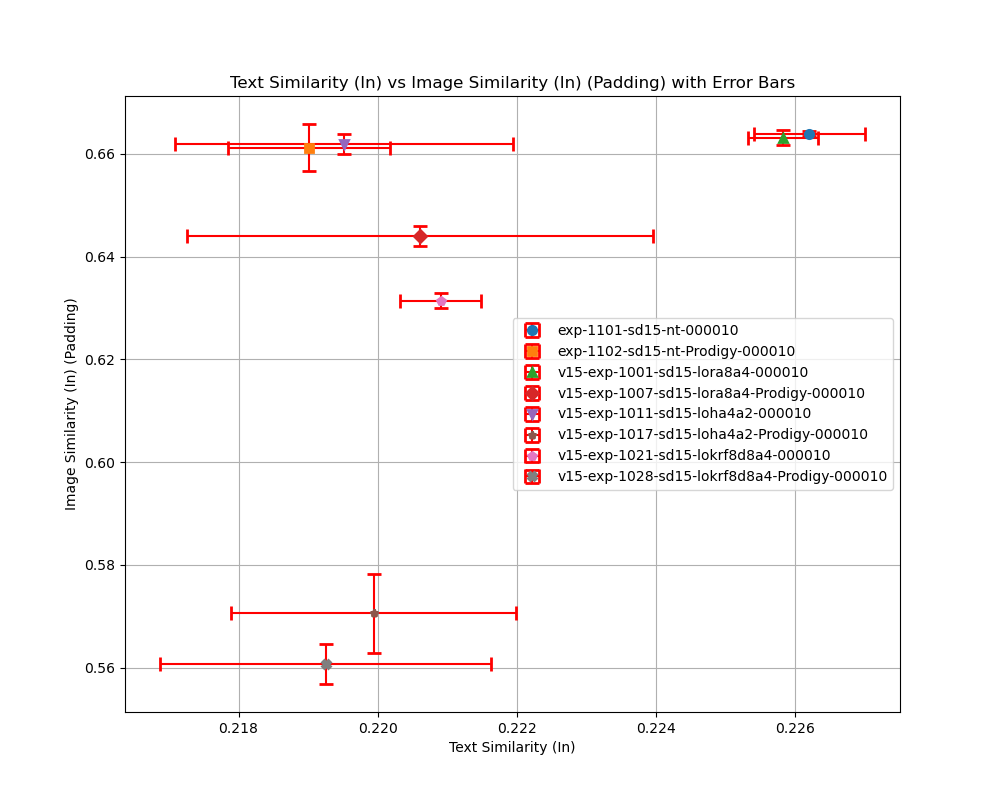 Text Similarity (In) vs Image Similarity (In) (Padding) with Error Bars
Image Similarity (In) (Padding)
0.66
0.64
0.62
0.60
0.58
0.56
exp-1101-sd15-nt-000010
exp-1102-sd15-nt-Prodigy-000010
v15-exp-1001-sd15-lora8a4-000010
v15-exp-1007-sd15-lora8a4-Prodigy-000010
v15-exp-1011-sd15-loha4a2-000010
v15-exp-1017-sd15-loha4a2-Prodigy-000010
v15-exp-1021-sd15-lokrf8d8a4-000010
v15-exp-1028-sd15-lokrf8d8a4-Prodigy-000010
0.218 0.220 0.222 0.224 0.226
Text Similarity (In)